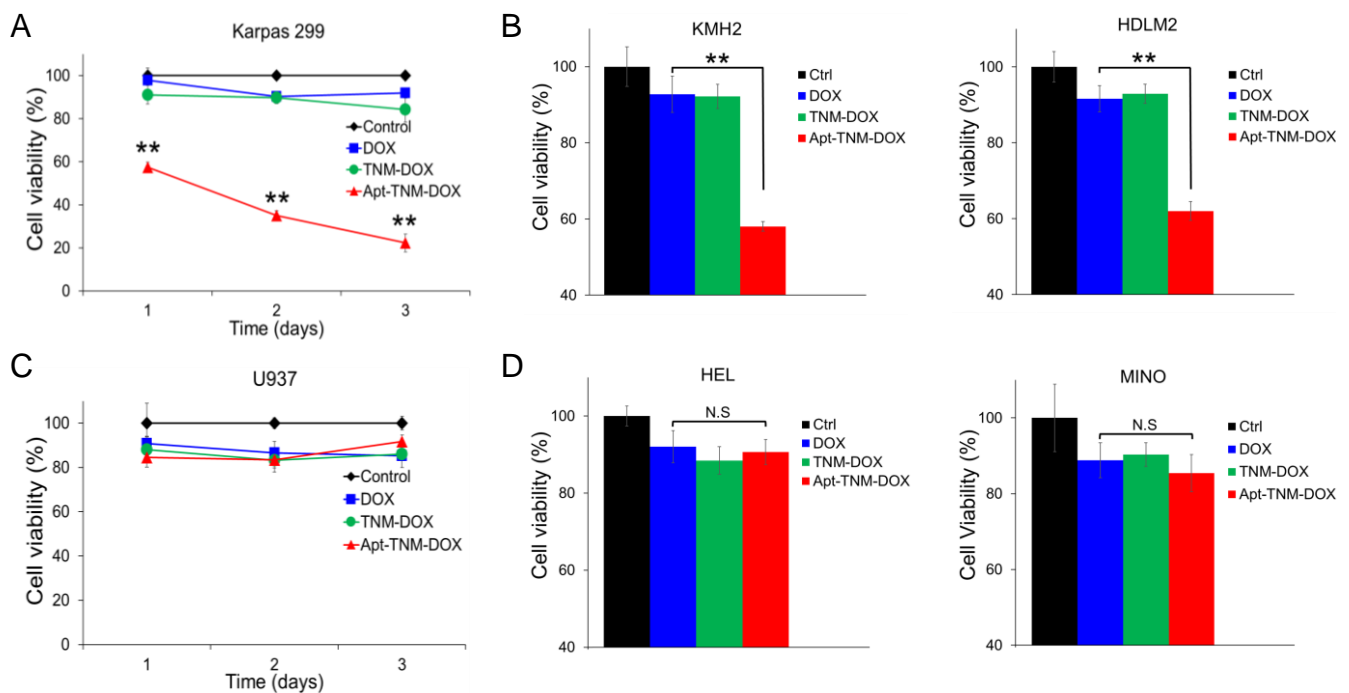 A
Karpas 299
Cell viability (%)
100
80
60
40
20
0
**
**
**
Control
DOX
TNM-DOX
Apt-TNM-DOX
1 2 3
Time (days)
B
KMH2
Cell viability (%)
100
80
60
40
**
Ctrl
DOX
TNM-DOX
Apt-TNM-DOX
HDLM2
Cell viability (%)
100
80
60
40
**
Ctrl
DOX
TNM-DOX
Apt-TNM-DOX
C
U937
Cell viability (%)
100
80
60
40
20
0
Control
DOX
TNM-DOX
Apt-TNM-DOX
1 2 3
Time (days)
D
HEL
Cell viability (%)
100
80
60
40
N.S
Ctrl
DOX
TNM-DOX
Apt-TNM-DOX
MINO
Cell Viability (%)
100
80
60
40
N.S
Ctrl
DOX
TNM-DOX
Apt-TNM-DOX